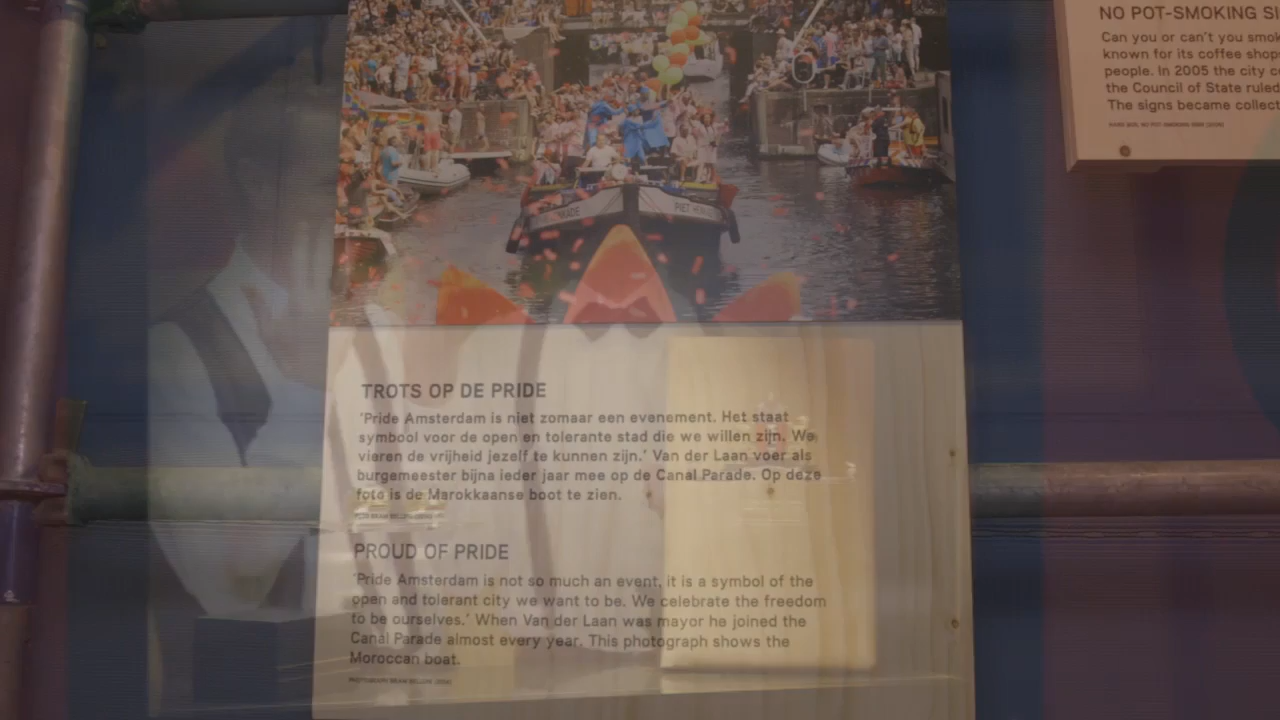 NO POT-SMOKING
Can you or can't you
known for its coffee
people. In 2005 the city
the Council of State ruled
The signs became
PIET
TROTS OP DE PRIDE
'Pride Amsterdam is niet zomaar een evenement. Het staat
symbool voor de open en tolerante stad die we willen zijn. We
vieren de vrijheid jezelf te kunnen zijn.' Van der Laan voer als
burgemeester bijna ieder jaar mee op de Canal Parade. Op deze
foto is de Marokkaanse boot te zien.
PROUD OF PRIDE
'Pride Amsterdam is not so much an event, it is a symbol of the
open and tolerant city we want to be. We celebrate the freedom
to be ourselves.' When Van der Laan was mayor he joined the
Canal Parade almost every year. This photograph shows the
Moroccan boat.